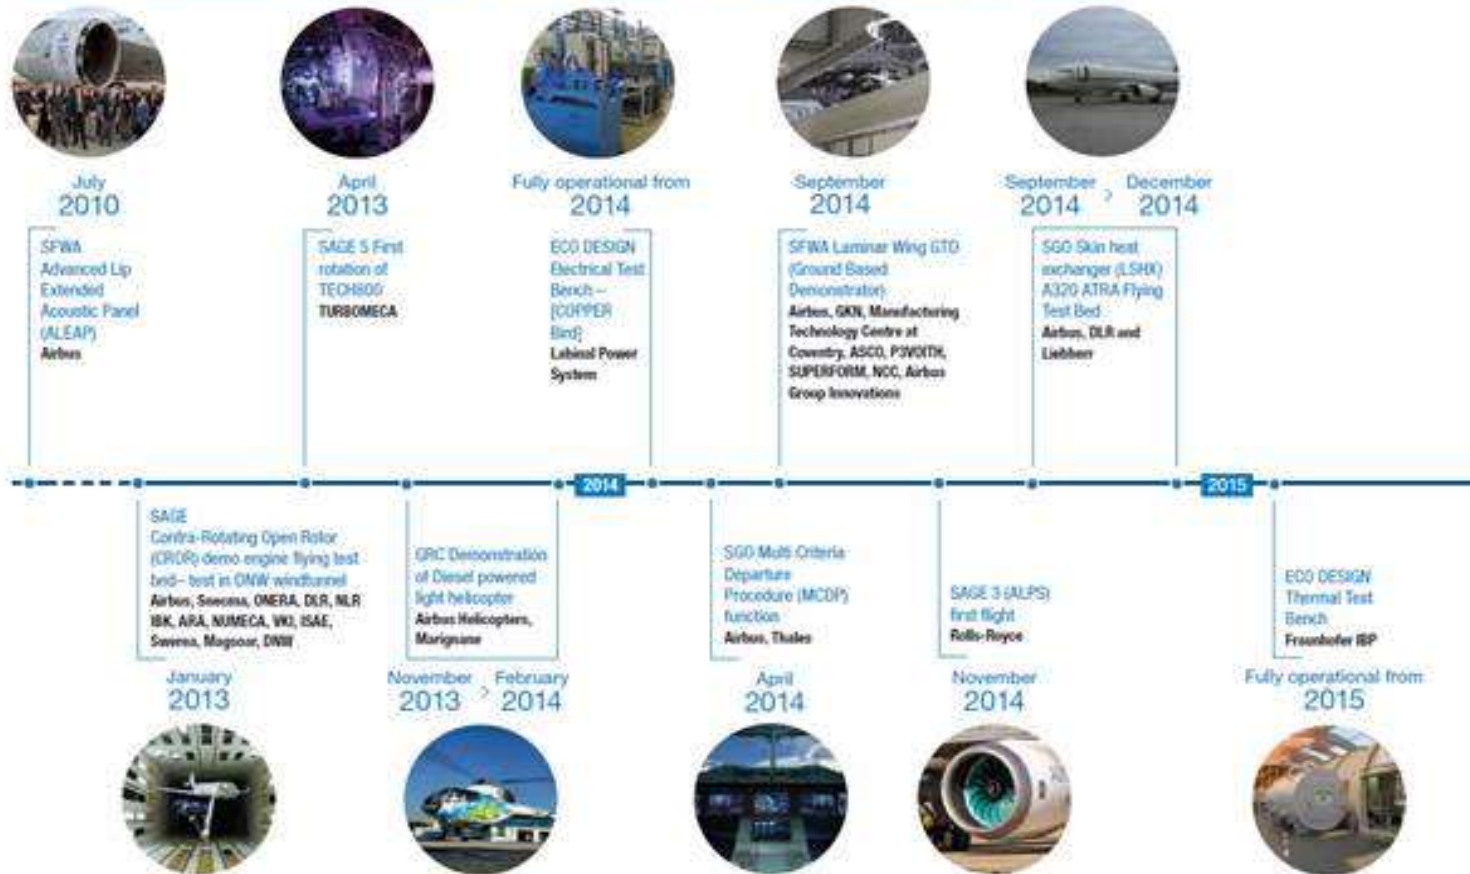 July
2010
SFWA
Advanced Lip
Extended
Acoustic Panel
(ALEAP)
Airbus
April
2013
SAGE 5 First
rotation of
TECH800
TURBOMECA
Fully operational from
2014
ECO DESIGN
Electrical Test
Bench –
[COPPER
Bird]
Labinal Power
System
September
2014
SFWA Laminar Wing GTD
(Ground Based
Demonstrator)
Airbus, GKN, Manufacturing
Technology Centre at
Coventry, ASCO, P3VOITH,
SUPERFORM, NCC, Airbus
Group Innovations
September > December
2014 2014
SGO Skin heat
exchanger (LSHX)
A320 ATRA Flying
Test Bed
Airbus, DLR and
Liebherr
2014
2015
SAGE
Contra-Rotating Open Rotor
(CROR) demo engine flying test
bed– test in DNW windtunnel
Airbus, Snecma, ONERA, DLR, NLR
IBK, ARA, NUMECA, VKI, ISAE,
Swerea, Magsoar, DNW
January
2013
GRC Demonstration
of Diesel powered
light helicopter
Airbus Helicopters,
Marignane
November > February
2013 2014
SGO Multi Criteria
Departure
Procedure (MCDP)
function
Airbus, Thales
April
2014
SAGE 3 (ALPS)
first flight
Rolls-Royce
November
2014
ECO DESIGN
Thermal Test
Bench
Fraunhofer IBP
Fully operational from
2015